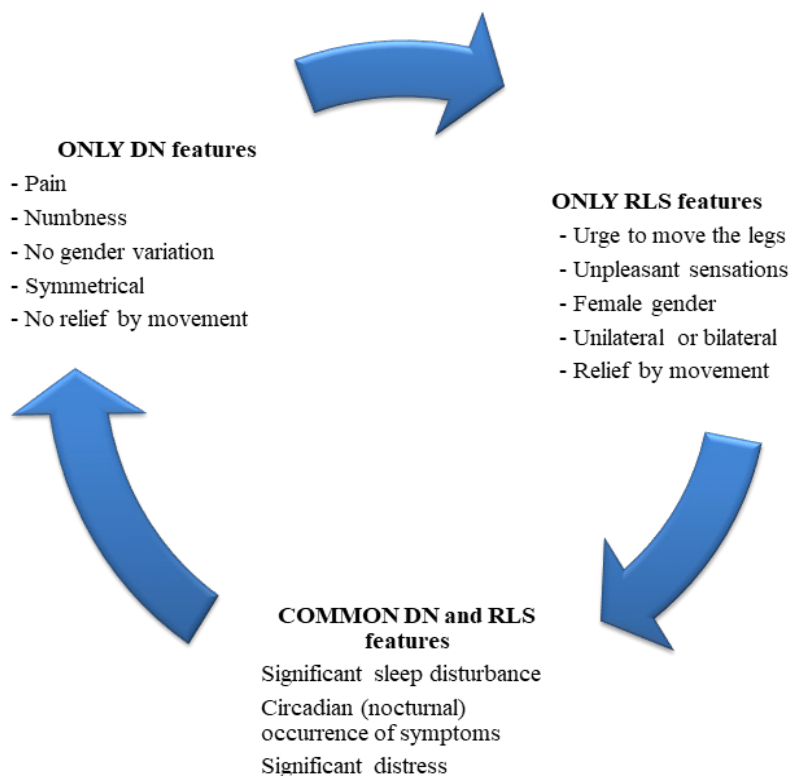 ONLY DN features
- Pain
- Numbness
- No gender variation
- Symmetrical
- No relief by movement
ONLY RLS features
- Urge to move the legs
- Unpleasant sensations
- Female gender
- Unilateral or bilateral
- Relief by movement
COMMON DN and RLS
features
Significant sleep disturbance
Circadian (nocturnal)
occurrence of symptoms
Significant distress